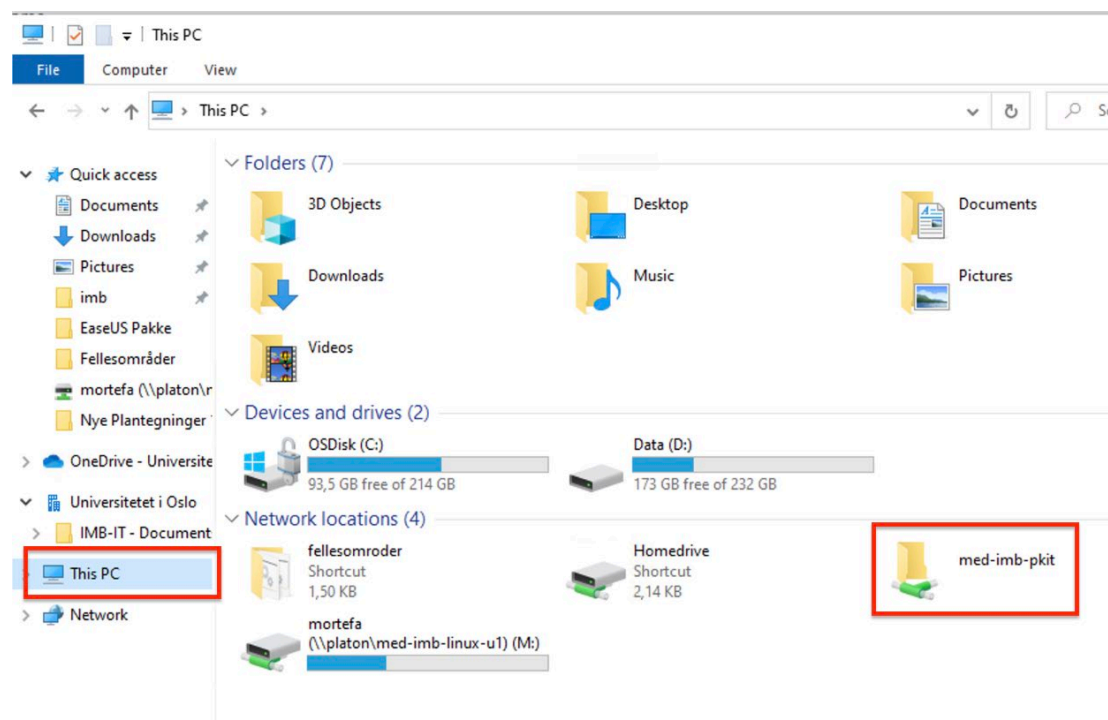 This PC
File
Computer
View
This PC
Quick access
Documents
Downloads
Pictures
imb
EaseUS Pakke
Fellesområder
mortefa (\\platon\r
Nye Plantegninger
OneDrive - Universite
Universitetet i Oslo
IMB-IT - Document
This PC
Network
Folders (7)
3D Objects
Desktop
Documents
Downloads
Music
Pictures
Videos
Devices and drives (2)
OSDisk (C:)
93,5 GB free of 214 GB
Data (D:)
173 GB free of 232 GB
Network locations (4)
fellesomroder
Shortcut
1,50 KB
Homedrive
Shortcut
2,14 KB
med-imb-pkit
mortefa
(\\platon\med-imb-linux-u1) (M:)